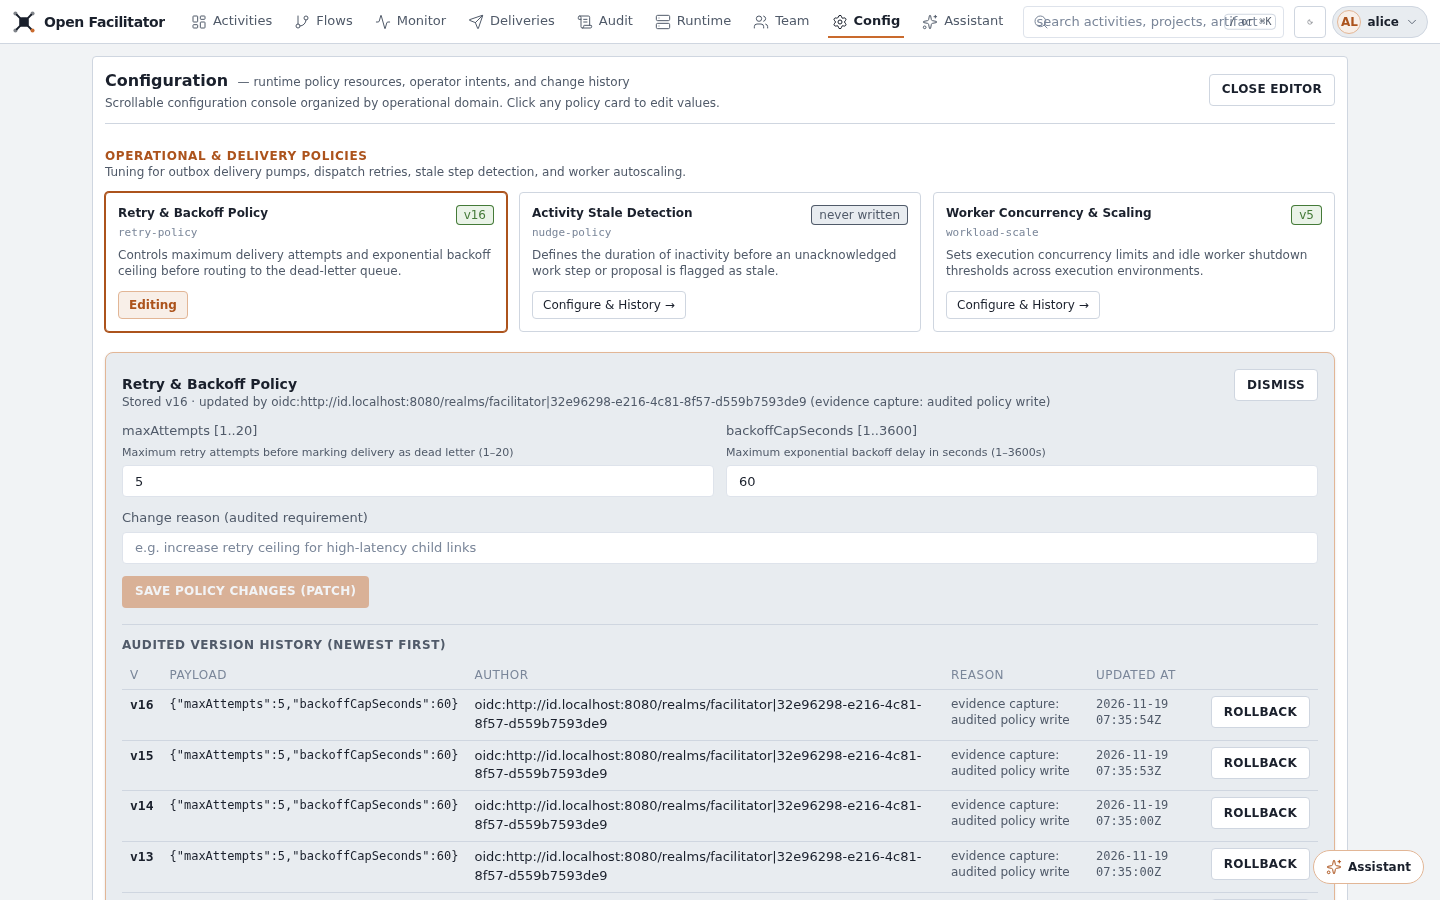 Open Facilitator
Activities
Flows
Monitor
Deliveries
Audit
Runtime
Team
Config
Assistant
Search activities, projects, artifact
⌘K
AL
alice
Configuration — runtime policy resources, operator intents, and change history
Scrollable configuration console organized by operational domain. Click any policy card to edit values.
CLOSE EDITOR
OPERATIONAL & DELIVERY POLICIES
Tuning for outbox delivery pumps, dispatch retries, stale step detection, and worker autoscaling.
Retry & Backoff Policy
v16
retry-policy
Controls maximum delivery attempts and exponential backoff
ceiling before routing to the dead-letter queue.
Editing
Activity Stale Detection
never written
nudge-policy
Defines the duration of inactivity before an unacknowledged
work step or proposal is flagged as stale.
Configure & History →
Worker Concurrency & Scaling
v5
workload-scale
Sets execution concurrency limits and idle worker shutdown
thresholds across execution environments.
Configure & History →
Retry & Backoff Policy
Stored v16 · updated by oidc:http://id.localhost:8080/realms/facilitator|32e96298-e216-4c81-8f57-d559b7593de9 (evidence capture: audited policy write)
DISMISS
maxAttempts [1..20]
Maximum retry attempts before marking delivery as dead letter (1–20)
5
backoffCapSeconds [1..3600]
Maximum exponential backoff delay in seconds (1–3600s)
60
Change reason (audited requirement)
e.g. increase retry ceiling for high-latency child links
SAVE POLICY CHANGES (PATCH)
AUDITED VERSION HISTORY (NEWEST FIRST)
V PAYLOAD AUTHOR REASON UPDATED AT
v16 {"maxAttempts":5,"backoffCapSeconds":60} oidc:http://id.localhost:8080/realms/facilitator|32e96298-e216-4c81- evidence capture: 2026-11-19
8f57-d559b7593de9 audited policy write 07:35:54Z
ROLLBACK
v15 {"maxAttempts":5,"backoffCapSeconds":60} oidc:http://id.localhost:8080/realms/facilitator|32e96298-e216-4c81- evidence capture: 2026-11-19
8f57-d559b7593de9 audited policy write 07:35:53Z
ROLLBACK
v14 {"maxAttempts":5,"backoffCapSeconds":60} oidc:http://id.localhost:8080/realms/facilitator|32e96298-e216-4c81- evidence capture: 2026-11-19
8f57-d559b7593de9 audited policy write 07:35:00Z
ROLLBACK
v13 {"maxAttempts":5,"backoffCapSeconds":60} oidc:http://id.localhost:8080/realms/facilitator|32e96298-e216-4c81- evidence capture: 2026-11-19
8f57-d559b7593de9 audited policy write 07:35:00Z
ROLLBACK
Assistant